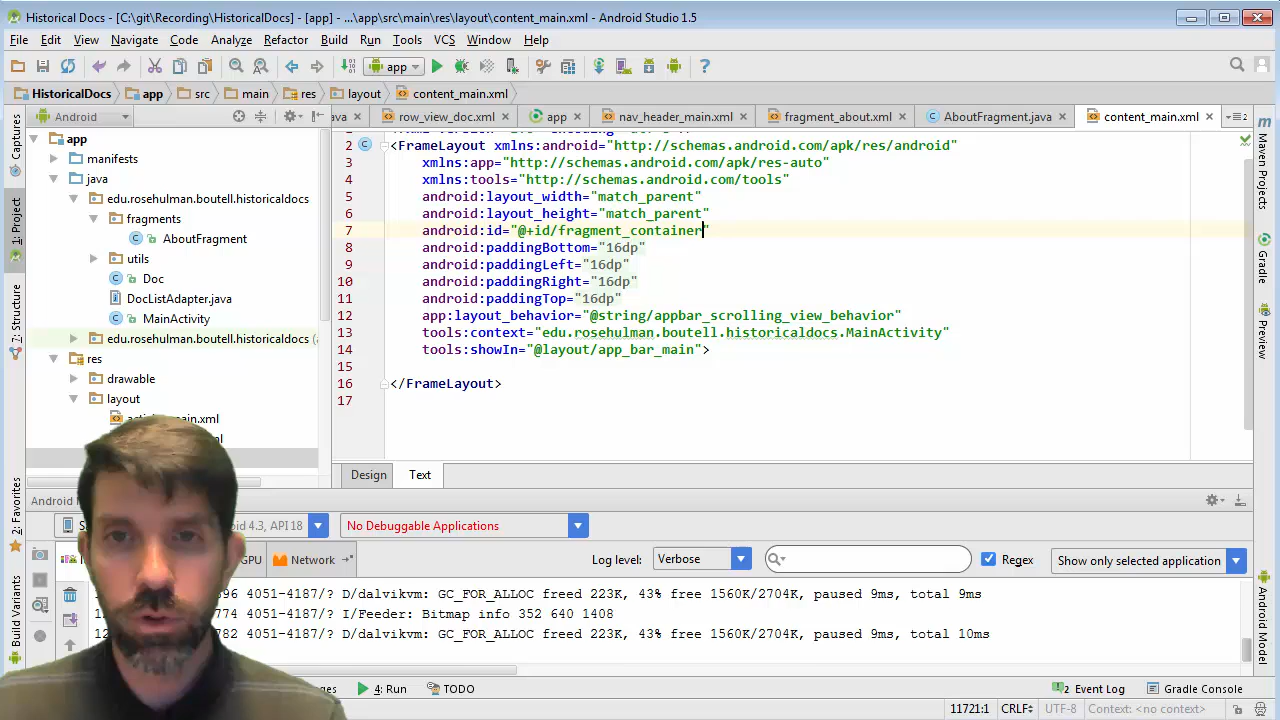 Historical Docs - [C:\git\Recording\HistoricalDocs] - [app] - ...\app\src\main\res\layout\content_main.xml - Android Studio 1.5
File Edit View Navigate Code Analyze Refactor Build Run Tools VCS Window Help
app
HistoricalDocs app src main res layout content_main.xml
Android
java row_view_doc.xml app nav_header_main.xml fragment_about.xml AboutFragment.java content_main.xml
app
manifests
java
edu.rosehulman.boutell.historicaldocs
fragments
AboutFragment
utils
Doc
DocListAdapter.java
MainActivity
edu.rosehulman.boutell.historicaldocs
res
drawable
layout
2 <FrameLayout xmlns:android="http://schemas.android.com/apk/res/android"
3 xmlns:app="http://schemas.android.com/apk/res-auto"
4 xmlns:tools="http://schemas.android.com/tools"
5 android:layout_width="match_parent"
6 android:layout_height="match_parent"
7 android:id="@+id/fragment_container"
8 android:paddingBottom="16dp"
9 android:paddingLeft="16dp"
10 android:paddingRight="16dp"
11 android:paddingTop="16dp"
12 app:layout_behavior="@string/appbar_scrolling_view_behavior"
13 tools:context="edu.rosehulman.boutell.historicaldocs.MainActivity"
14 tools:showIn="@layout/app_bar_main">
15
16 </FrameLayout>
17
Design Text
Captures
1: Project
7: Structure
2: Favorites
Build Variants
Maven Projects
Gradle
Preview
Android Model
Android
4.3, API 18 No Debuggable Applications
GPU Network Log level: Verbose Regex Show only selected application
4051-4187/? D/dalvikvm: GC_FOR_ALLOC freed 223K, 43% free 1560K/2704K, paused 9ms, total 9ms
774 4051-4187/? I/Feeder: Bitmap info 352 640 1408
782 4051-4187/? D/dalvikvm: GC_FOR_ALLOC freed 223K, 43% free 1560K/2704K, paused 9ms, total 10ms
4: Run TODO 2 Event Log Gradle Console
11721:1 CRLF UTF-8 Context: <no context>